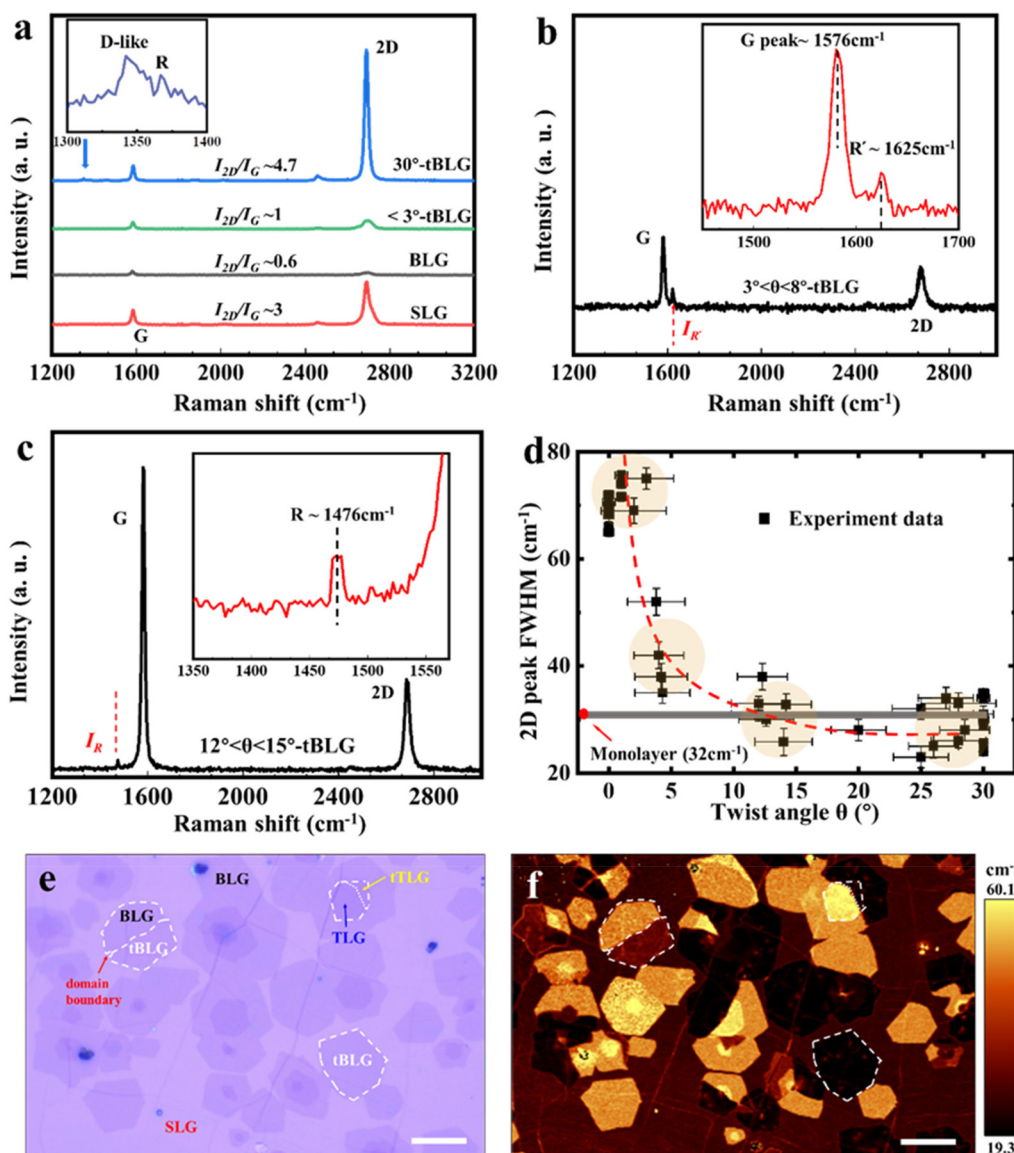 a
D-like
R
1300 1350 1400
2D
I2D/IG ~4.7
30°-tBLG
I2D/IG ~1
< 3°-tBLG
I2D/IG ~0.6
BLG
I2D/IG ~3
SLG
G
Intensity (a. u. )
1200 1600 2000 2400 2800 3200
Raman shift (cm⁻¹)
b
G peak~ 1576cm⁻¹
R´ ~ 1625cm⁻¹
1500 1600 1700
G
3°<θ<8°-tBLG
IR´
2D
Intensity (a. u. )
1200 1600 2000 2400 2800
Raman shift (cm⁻¹)
c
R ~ 1476cm⁻¹
1350 1400 1450 1500 1550
G
2D
IR
12°<θ<15°-tBLG
Intensity (a. u. )
1200 1600 2000 2400 2800
Raman shift (cm⁻¹)
d
80
60
40
20
2D peak FWHM (cm⁻¹)
Experiment data
Monolayer (32cm⁻¹)
0 5 10 15 20 25 30
Twist angle θ (°)
e
BLG
tTLG
BLG
TLG
tBLG
domain
boundary
tBLG
SLG
f
cm⁻
60.1
19.3